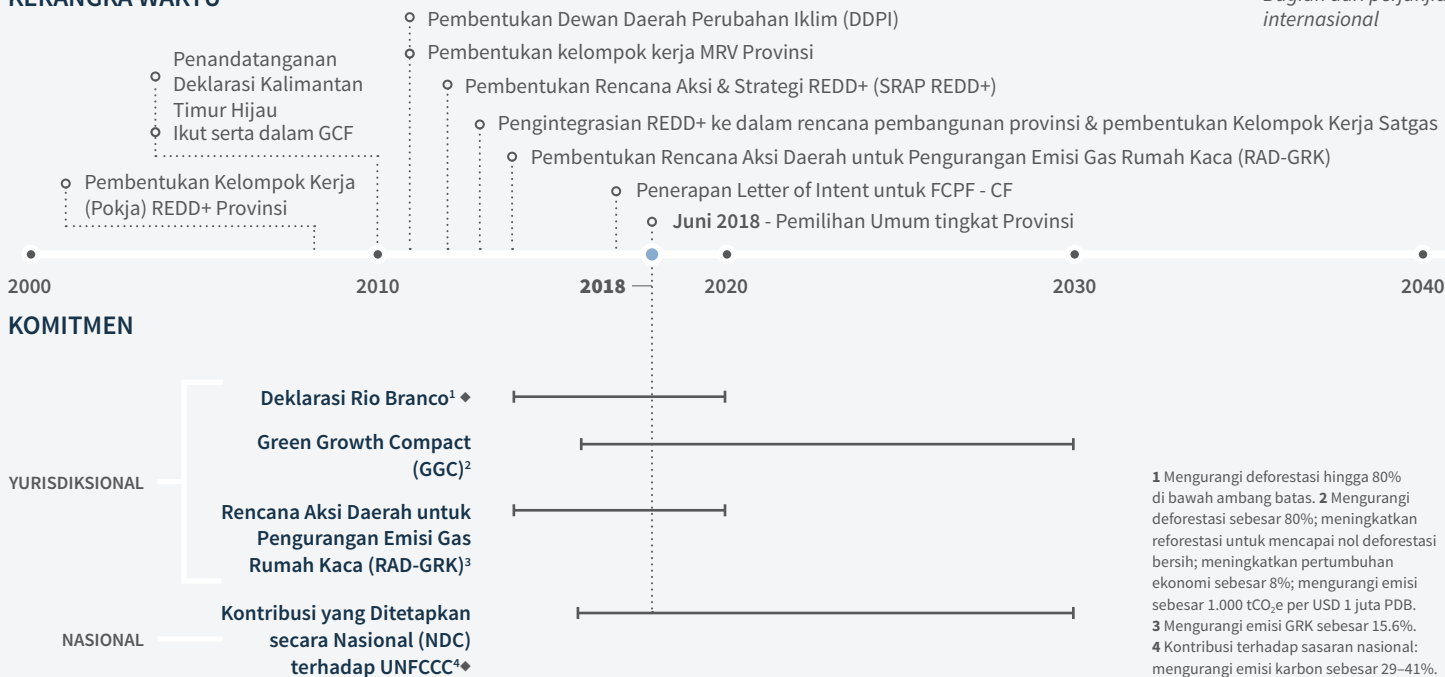 KERANGKA WAKTU
Bagian dari perjanjian
internasional
Pembentukan Dewan Daerah Perubahan Iklim (DDPI)
Pembentukan kelompok kerja MRV Provinsi
Penandatanganan
Deklarasi Kalimantan
Timur Hijau
Ikut serta dalam GCF
Pembentukan Rencana Aksi & Strategi REDD+ (SRAP REDD+)
Pengintegrasian REDD+ ke dalam rencana pembangunan provinsi & pembentukan Kelompok Kerja Satgas
Pembentukan Rencana Aksi Daerah untuk Pengurangan Emisi Gas Rumah Kaca (RAD-GRK)
Pembentukan Kelompok Kerja
(Pokja) REDD+ Provinsi
Penerapan Letter of Intent untuk FCPF - CF
Juni 2018 - Pemilihan Umum tingkat Provinsi
2000 2010 2018 2020 2030 2040
KOMITMEN
YURISDIKSIONAL
Deklarasi Rio Branco¹ ◆
Green Growth Compact
(GGC)²
Rencana Aksi Daerah untuk
Pengurangan Emisi Gas
Rumah Kaca (RAD-GRK)³
NASIONAL
Kontribusi yang Ditetapkan
secara Nasional (NDC)
terhadap UNFCCC⁴◆
1 Mengurangi deforestasi hingga 80%
di bawah ambang batas. 2 Mengurangi
deforestasi sebesar 80%; meningkatkan
reforestasi untuk mencapai nol deforestasi
bersih; meningkatkan pertumbuhan
ekonomi sebesar 8%; mengurangi emisi
sebesar 1.000 tCO₂e per USD 1 juta PDB.
3 Mengurangi emisi GRK sebesar 15.6%.
4 Kontribusi terhadap sasaran nasional:
mengurangi emisi karbon sebesar 29–41%.